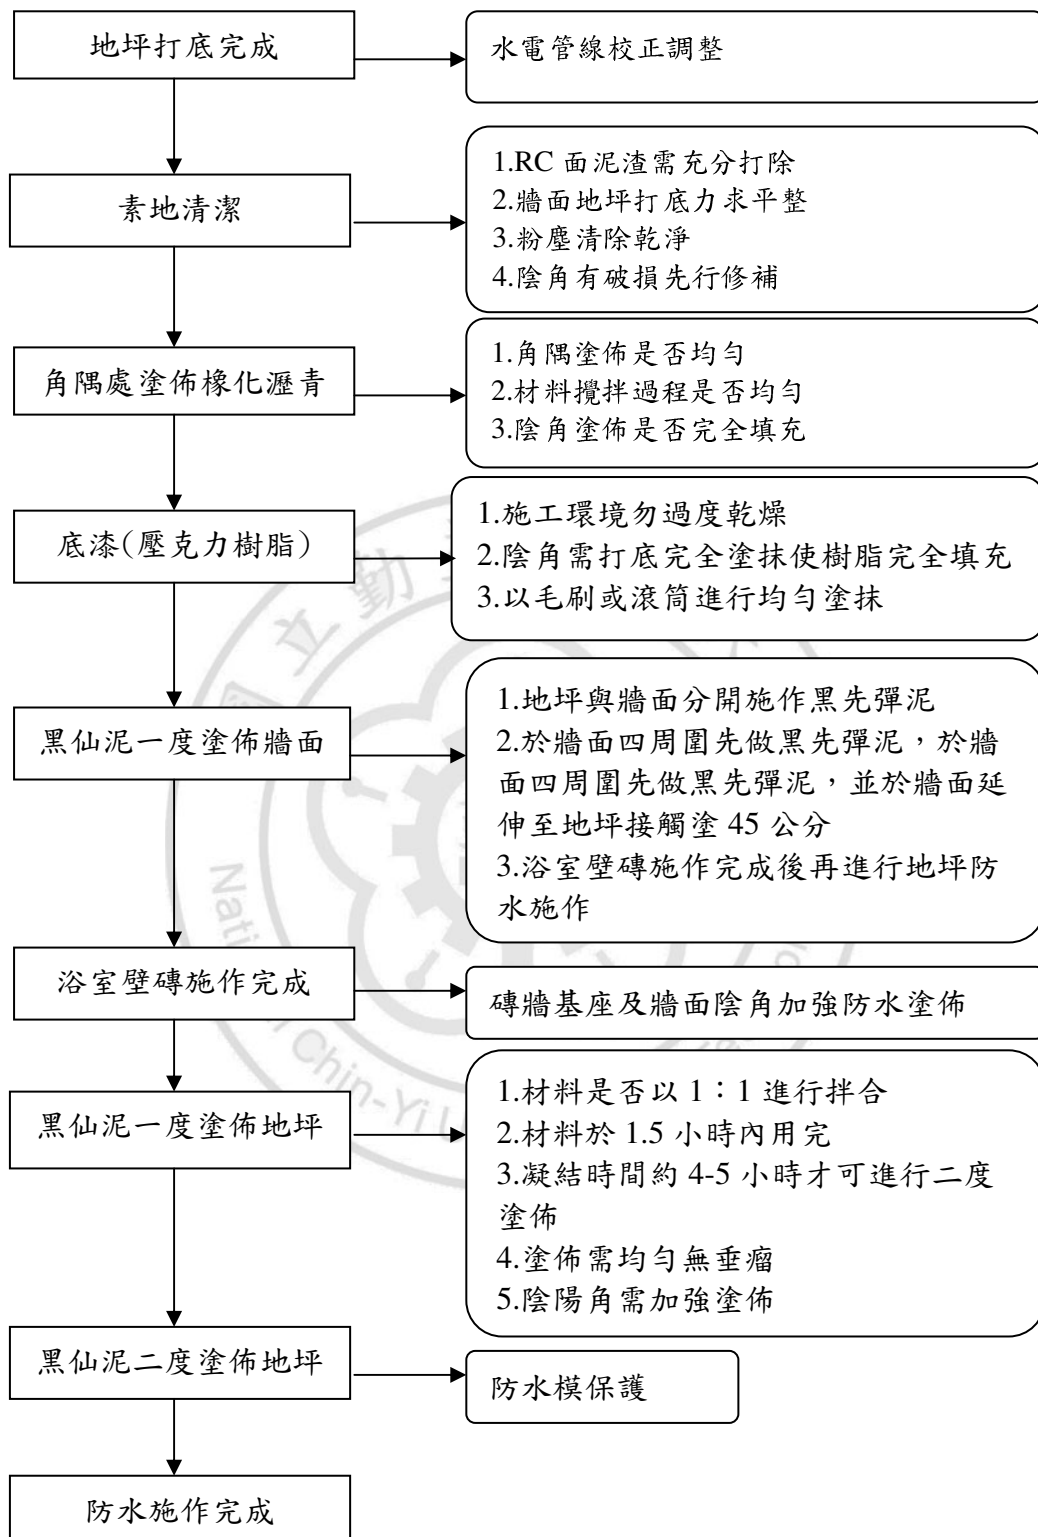 地坪打底完成
水電管線校正調整
素地清潔
1.RC 面泥渣需充分打除
2.牆面地坪打底力求平整
3.粉塵清除乾淨
4.陰角有破損先行修補
角隅處塗佈橡化瀝青
1.角隅塗佈是否均勻
2.材料攪拌過程是否均勻
3.陰角塗佈是否完全填充
底漆(壓克力樹脂)
1.施工環境勿過度乾燥
2.陰角需打底完全塗抹使樹脂完全填充
3.以毛刷或滾筒進行均勻塗抹
黑仙泥一度塗佈牆面
1.地坪與牆面分開施作黑先彈泥
2.於牆面四周圍先做黑先彈泥，於牆
面四周圍先做黑先彈泥，並於牆面延
伸至地坪接觸塗 45 公分
3.浴室壁磚施作完成後再進行地坪防
水施作
浴室壁磚施作完成
磚牆基座及牆面陰角加強防水塗佈
黑仙泥一度塗佈地坪
1.材料是否以 1：1 進行拌合
2.材料於 1.5 小時內用完
3.凝結時間約 4-5 小時才可進行二度
塗佈
4.塗佈需均勻無垂瘤
5.陰陽角需加強塗佈
黑仙泥二度塗佈地坪
防水模保護
防水施作完成
國立勤
Nati
Chin-Yi U